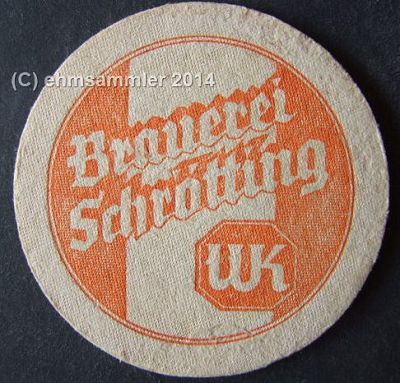 (C) ehmsammler 2014
Brauerei
Schrötting
WK